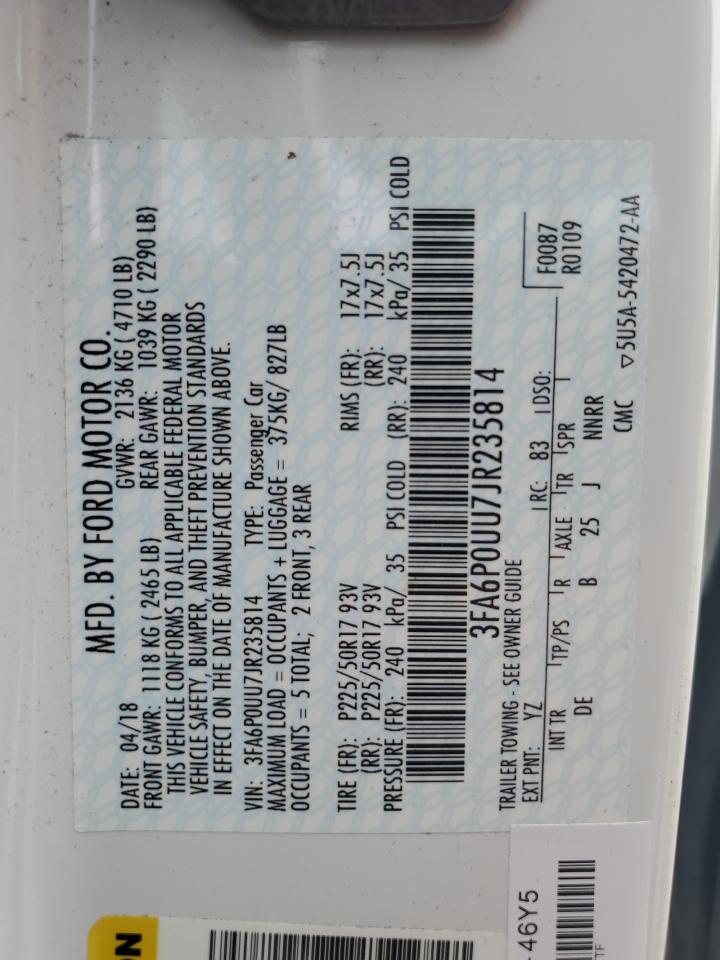 MFD. BY FORD MOTOR CO.
DATE: 04/18 GVWR: 2136 KG ( 4710 LB)
FRONT GAWR: 1118 KG ( 2465 LB) REAR GAWR: 1039 KG ( 2290 LB)
THIS VEHICLE CONFORMS TO ALL APPLICABLE FEDERAL MOTOR
VEHICLE SAFETY, BUMPER, AND THEFT PREVENTION STANDARDS
IN EFFECT ON THE DATE OF MANUFACTURE SHOWN ABOVE.
VIN: 3FA6P0UU7JR235814 TYPE: Passenger Car
MAXIMUM LOAD = OCCUPANTS + LUGGAGE = 375KG/ 827LB
OCCUPANTS = 5 TOTAL; 2 FRONT, 3 REAR
TIRE (FR): P225/50R17 93V RIMS (FR): 17x7.5J
(RR): P225/50R17 93V (RR): 17x7.5J
PRESSURE (FR): 240 kPa/ 35 PSI COLD (RR): 240 kPa/ 35 PSI COLD
3FA6P0UU7JR235814
TRAILER TOWING - SEE OWNER GUIDE
F0087
R0109
EXT PNT: YZ RC: 83 DSO:
INT TR TP/PS R AXLE TR SPR
DE B 25 J NNRR
CMC ▽5U5A-5420472-AA
ON
46Y5
TF